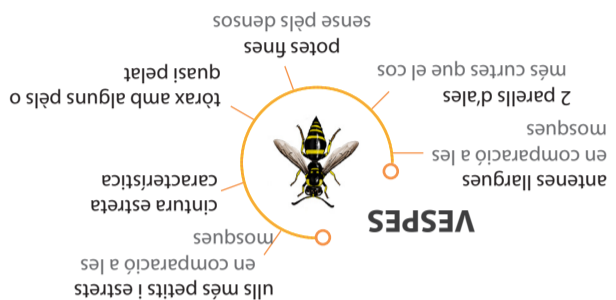 VESPES
antenes llargues
en comparació a les
mosques
2 parells d'ales
més curtes que el cos
potes fines
sense pèls densos
tòrax amb alguns pèls o
quasi pelat
cintura estreta
característica
ulls més petits i estrets
en comparació a les
mosques